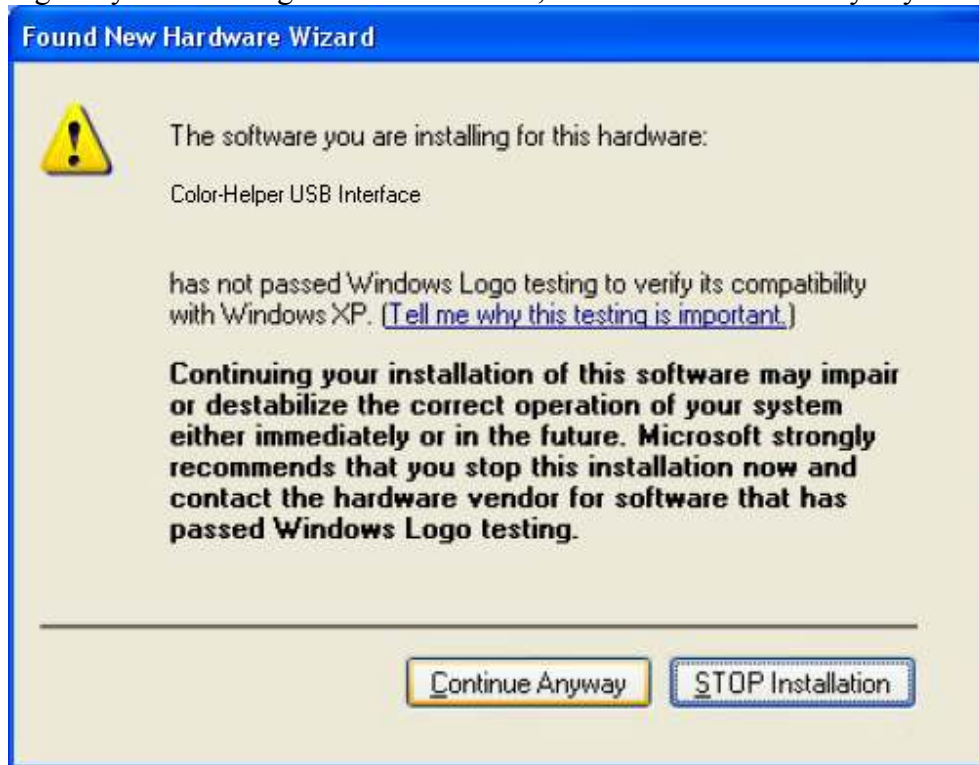 Found New Hardware Wizard
The software you are installing for this hardware:
Color-Helper USB Interface
has not passed Windows Logo testing to verify its compatibility
with Windows XP. (Tell me why this testing is important.)
Continuing your installation of this software may impair
or destabilize the correct operation of your system
either immediately or in the future. Microsoft strongly
recommends that you stop this installation now and
contact the hardware vendor for software that has
passed Windows Logo testing.
Continue Anyway STOP Installation